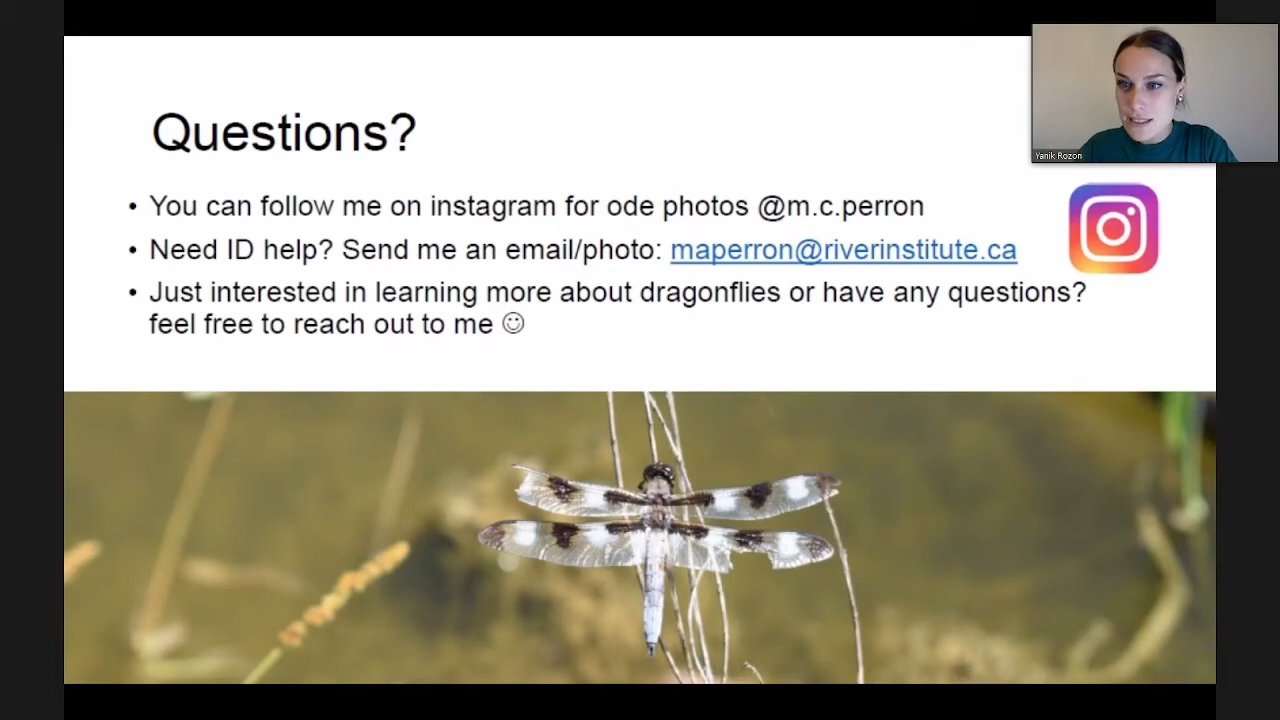 Questions?
• You can follow me on instagram for ode photos @m.c.perron
• Need ID help? Send me an email/photo: maperron@riverinstitute.ca
• Just interested in learning more about dragonflies or have any questions?
feel free to reach out to me ☺
Yanik Rozon